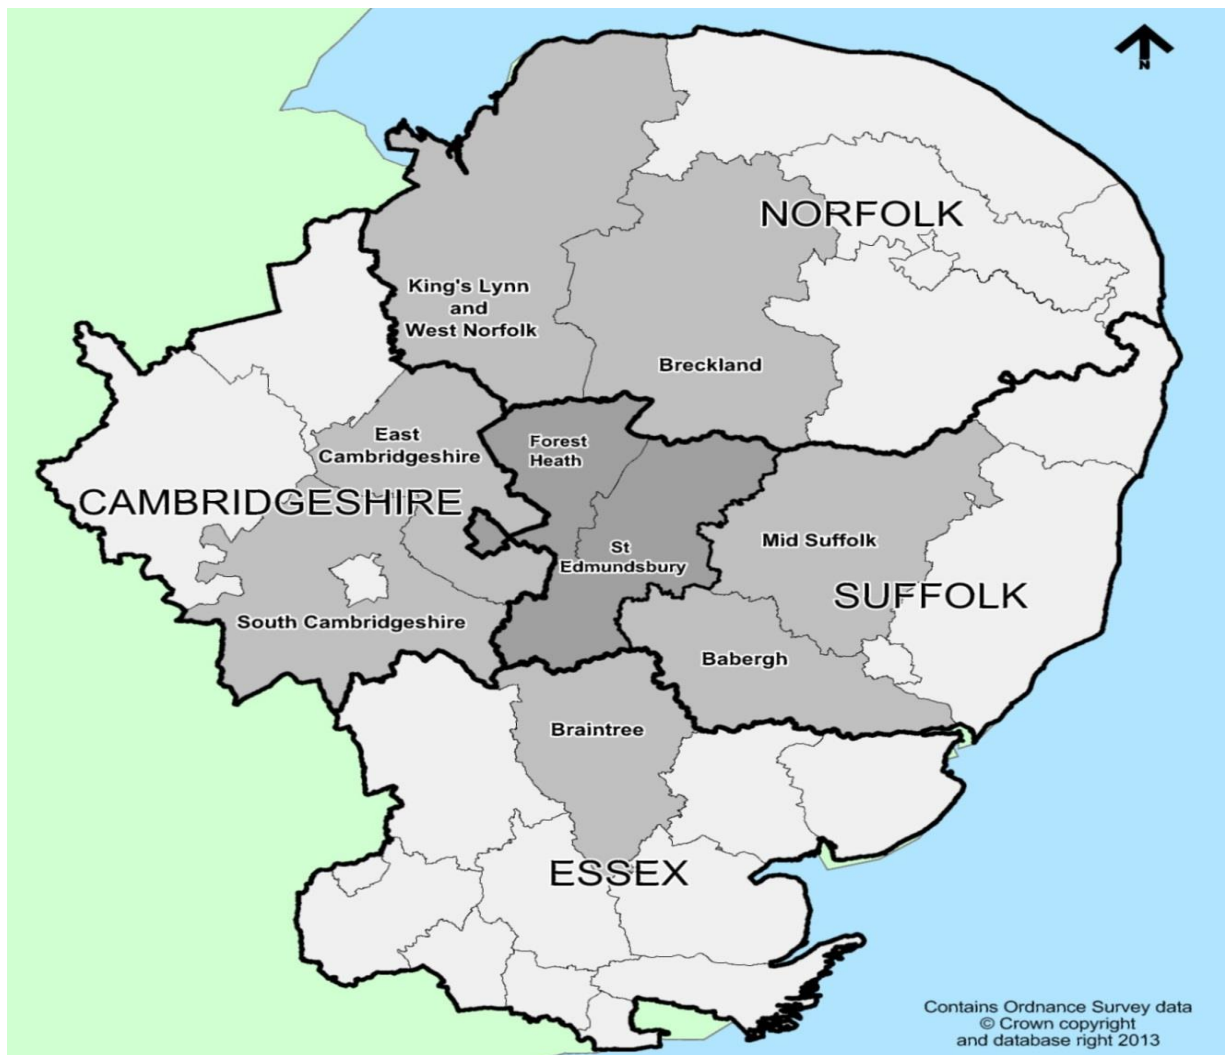 N
NORFOLK
King's Lynn
and
West Norfolk
Breckland
East
Cambridgeshire
Forest
Heath
CAMBRIDGESHIRE
St
Edmundsbury
Mid Suffolk
SUFFOLK
South Cambridgeshire
Babergh
Braintree
ESSEX
Contains Ordnance Survey data
© Crown copyright
and database right 2013